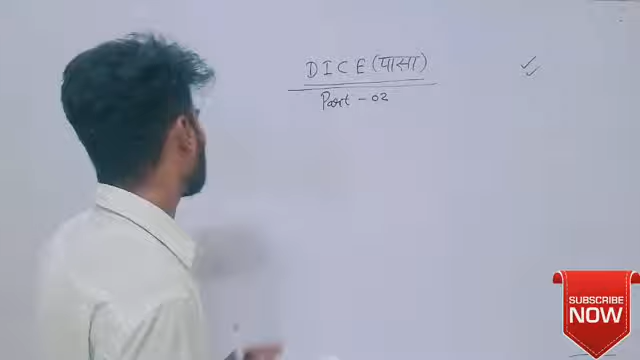 DICE (पासा)
Part - 02
SUBSCRIBE
NOW